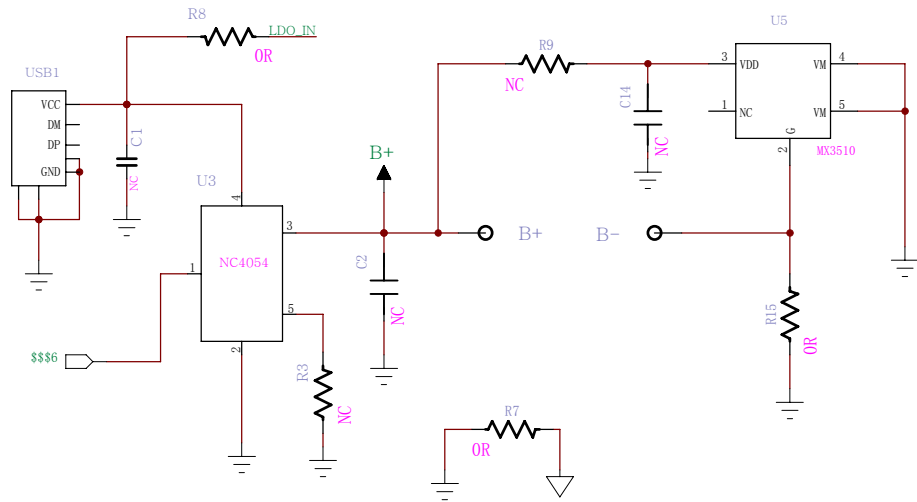 R8
LDO_IN
0R
USB1
VCC
DM
DP
GND
C1
NC
U3
4
3
NC4054
1
5
2
$$$6
R3
NC
B+
C2
NC
B+
B-
R9
NC
C14
NC
U5
3
VDD
VM
4
1
NC
VM
5
G
2
MX3510
R15
0R
R7
0R